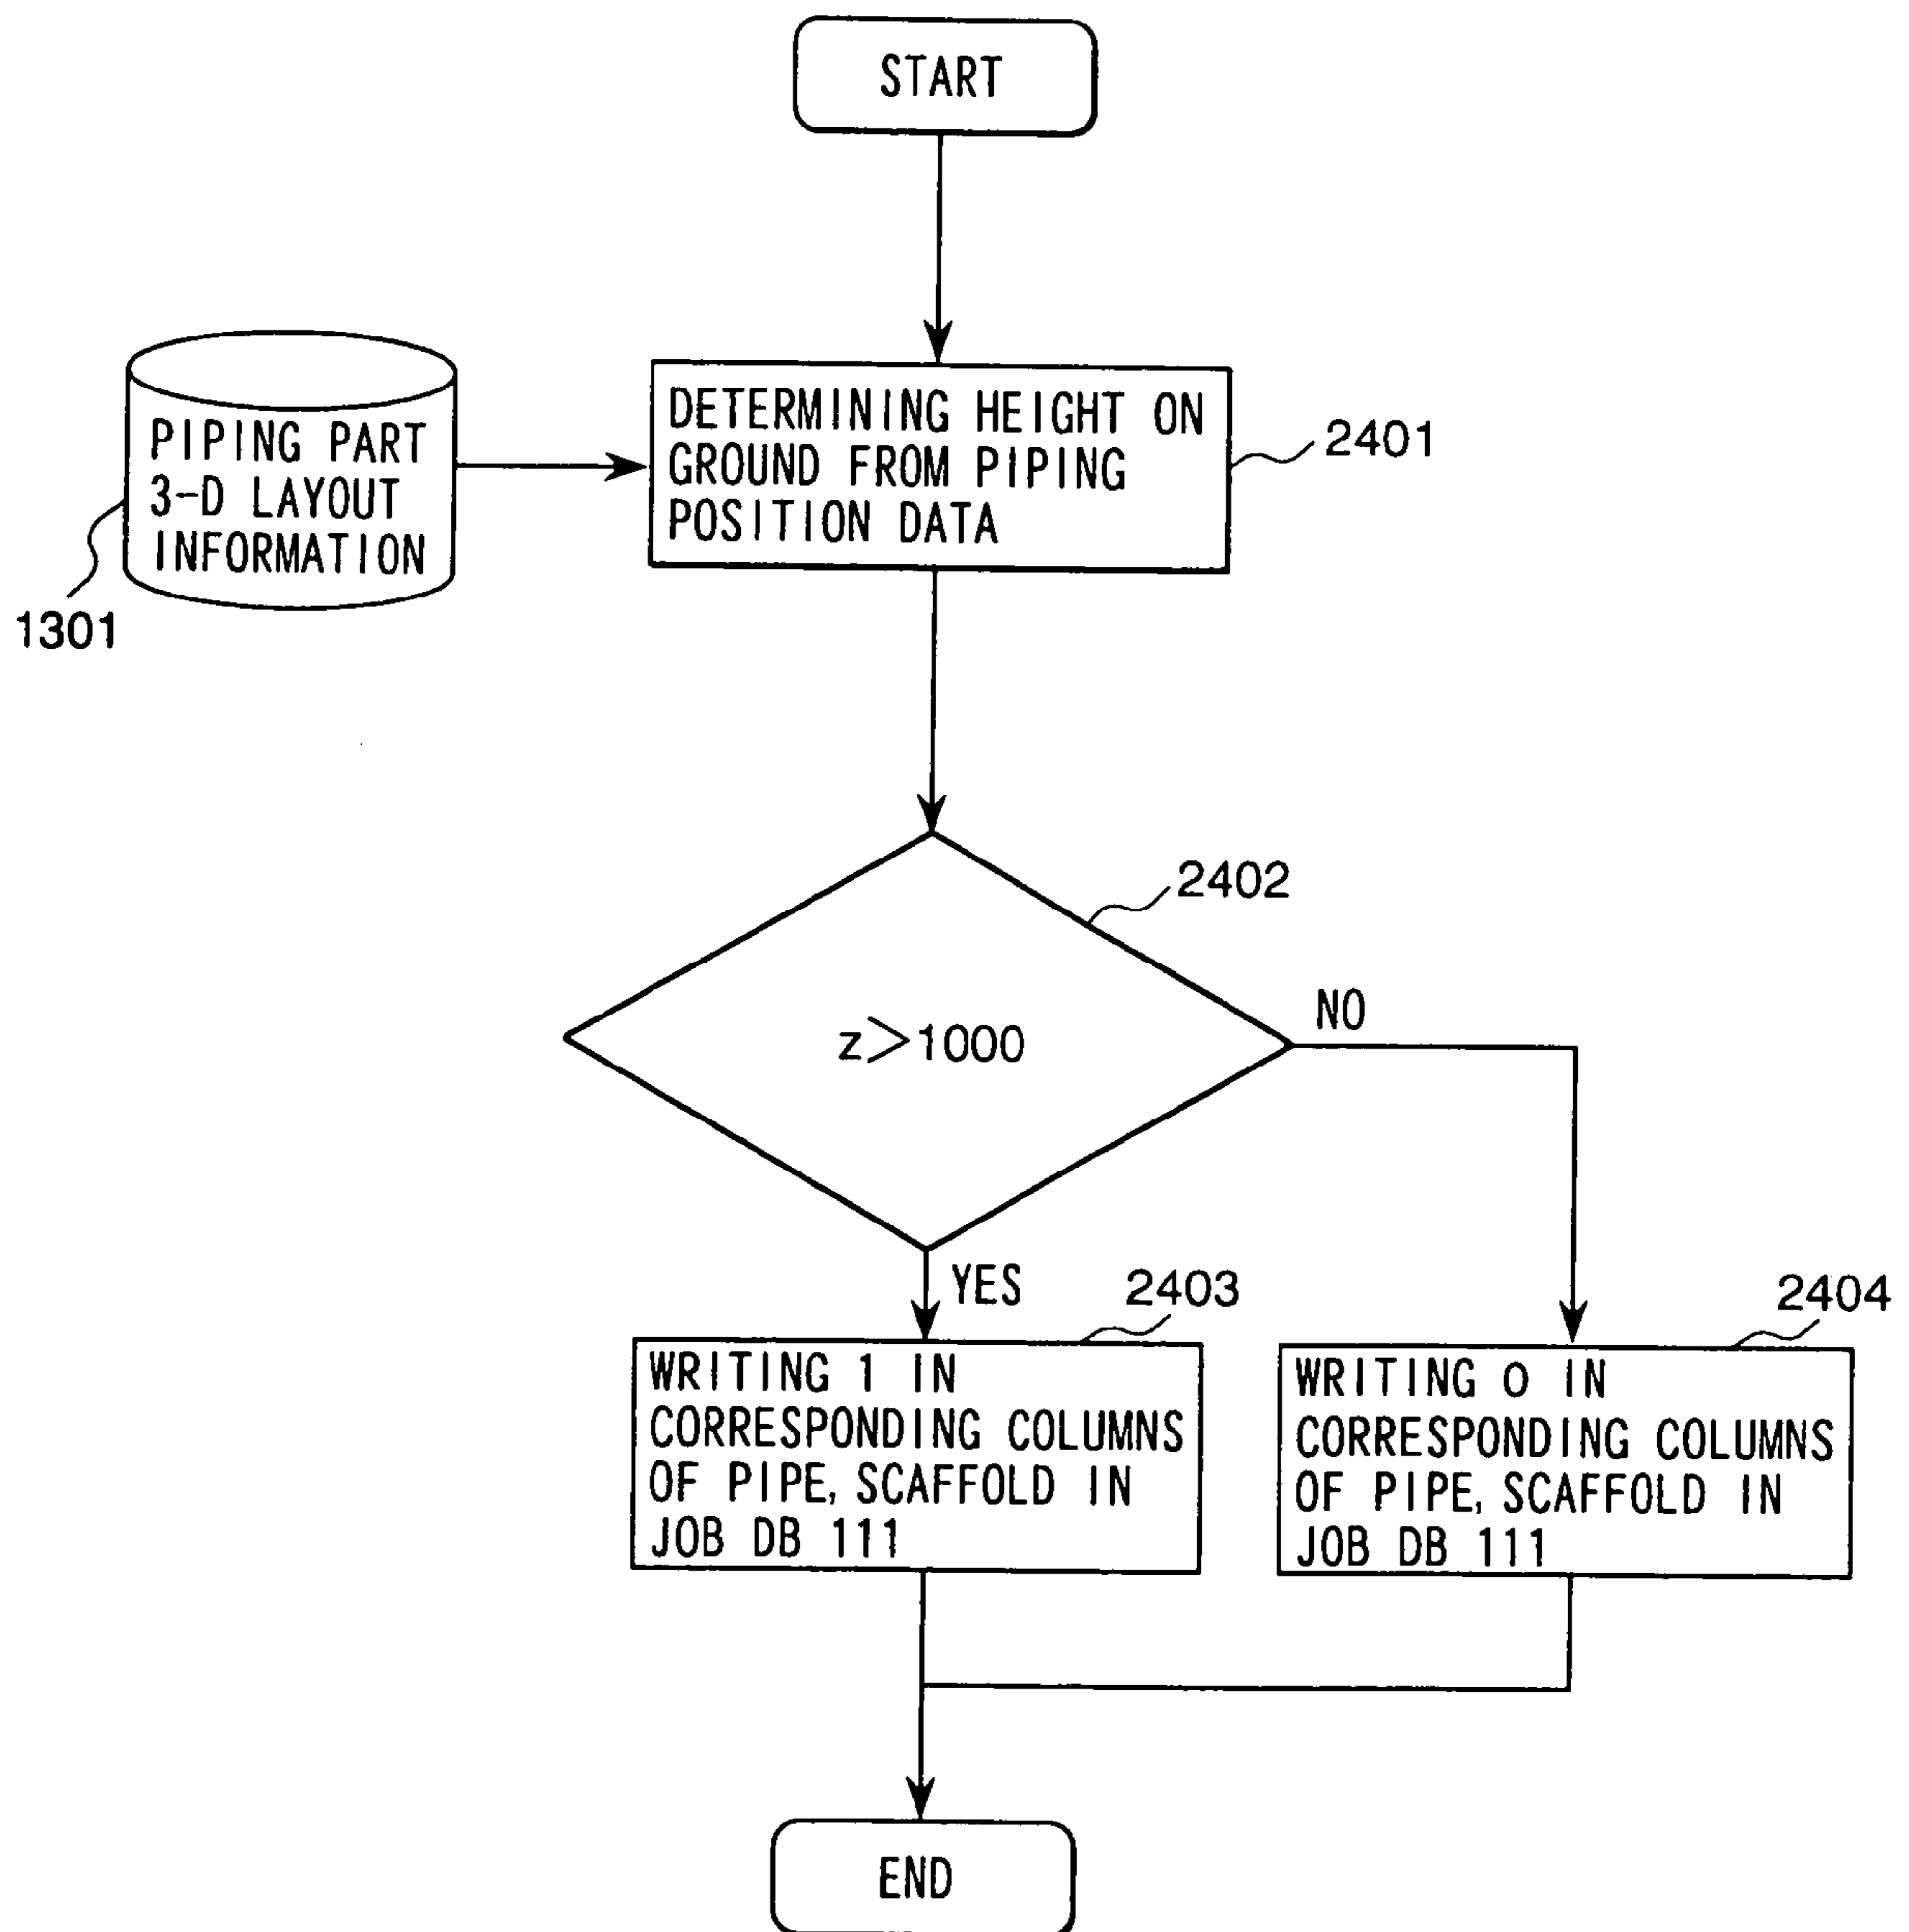 START
PIPING PART
3-D LAYOUT
INFORMATION
1301
DETERMINING HEIGHT ON
GROUND FROM PIPING
POSITION DATA
2401
2402
z>1000
NO
YES
2403
WRITING 1 IN
CORRESPONDING COLUMNS
OF PIPE, SCAFFOLD IN
JOB DB 111
2404
WRITING 0 IN
CORRESPONDING COLUMNS
OF PIPE, SCAFFOLD IN
JOB DB 111
END